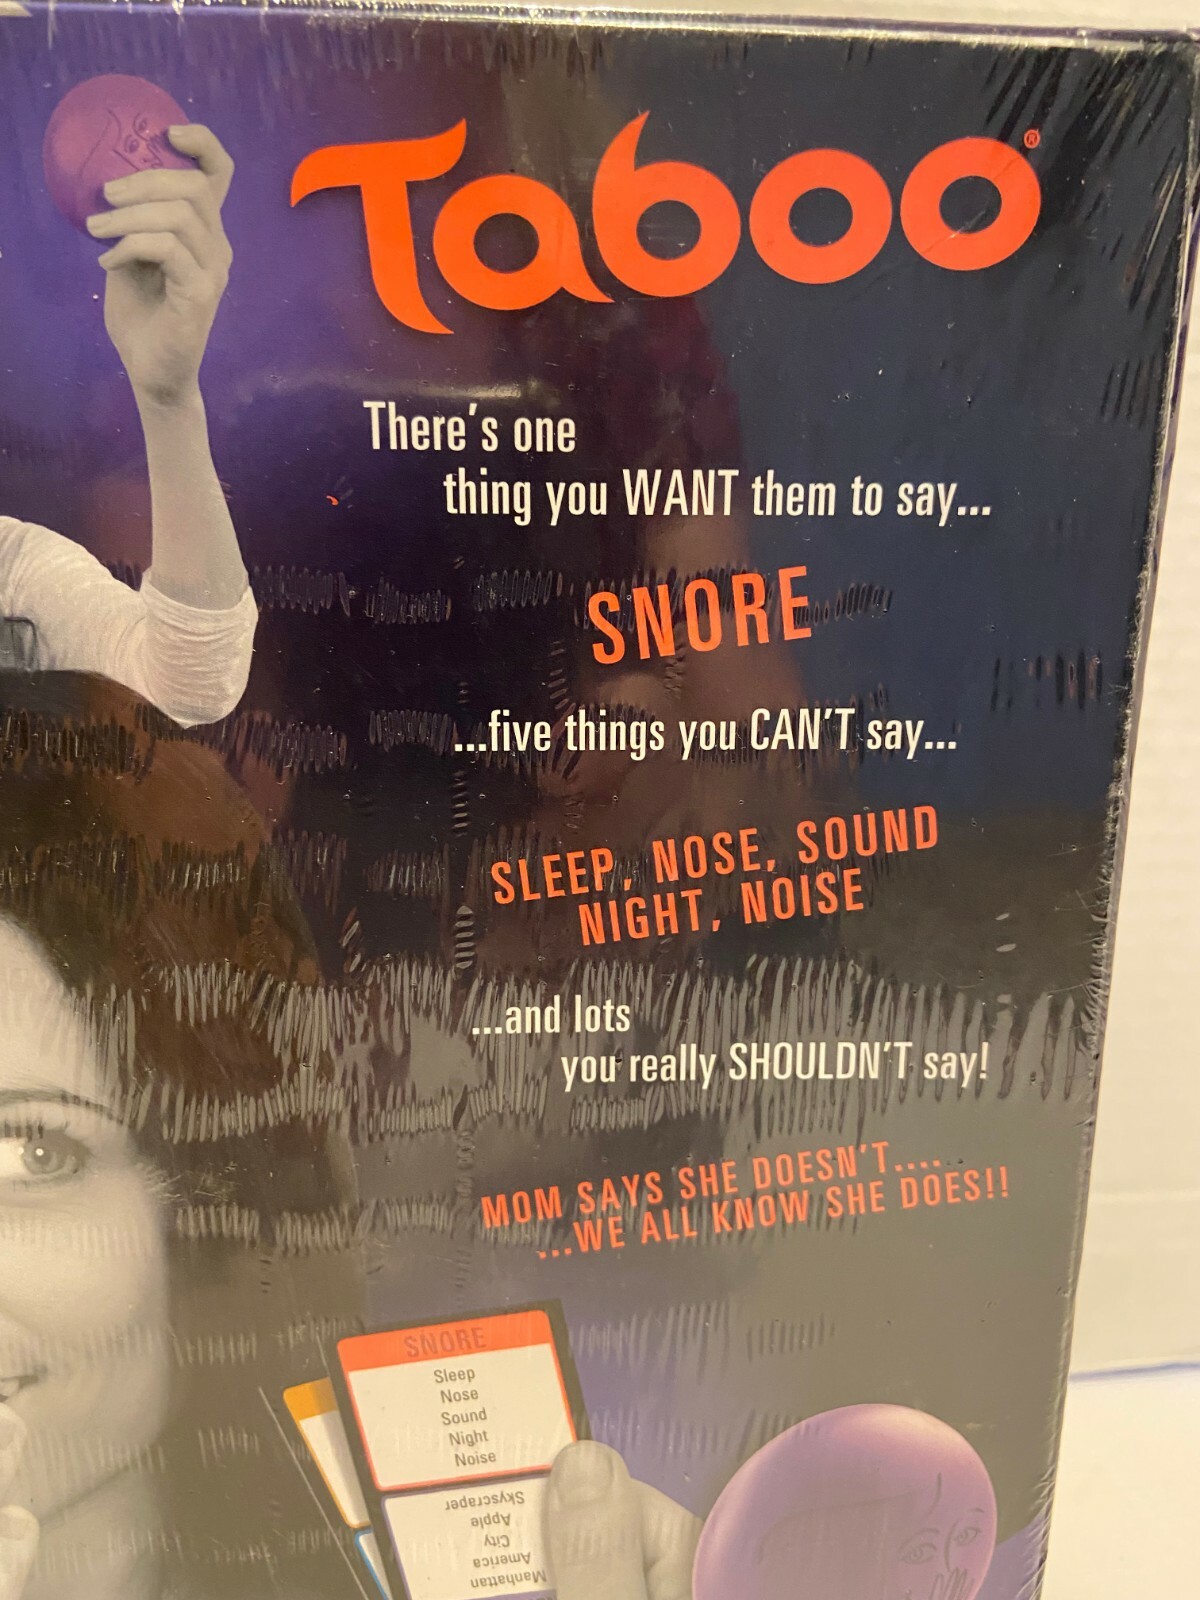 Taboo®
There's one
thing you WANT them to say...
SNORE
...five things you CAN'T say...
SLEEP, NOSE, SOUND
NIGHT, NOISE
...and lots
you really SHOULDN'T say!
MOM SAYS SHE DOESN'T....
...WE ALL KNOW SHE DOES!!
SNORE
Sleep
Nose
Sound
Night
Noise
Skyscraper
Apple
City
America
Manhattan